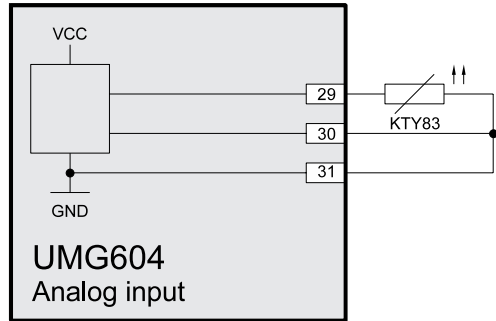 VCC
29
KTY83
30
31
GND
UMG604
Analog input